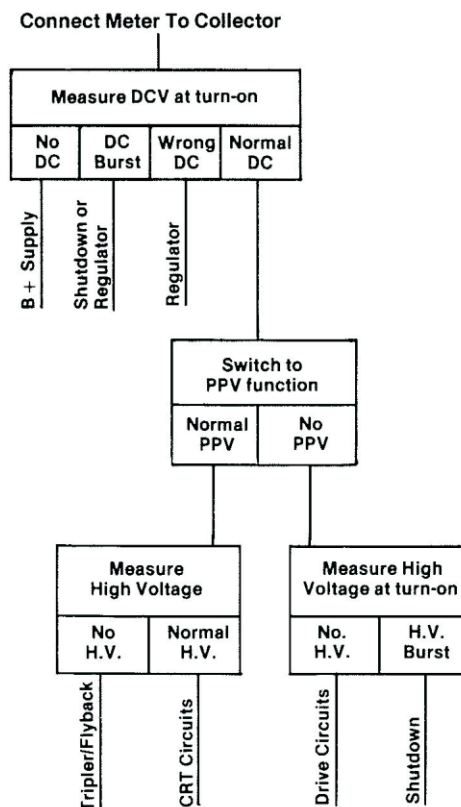 Connect Meter To Collector
Measure DCV at turn-on
No
DC
DC
Burst
Wrong
DC
Normal
DC
B + Supply
Shutdown or
Regulator
Regulator
Switch to
PPV function
Normal
PPV
No
PPV
Measure
High Voltage
No
H.V.
Normal
H.V.
Tripler/Flyback
CRT Circuits
Measure High
Voltage at turn-on
No.
H.V.
H.V.
Burst
Drive Circuits
Shutdown